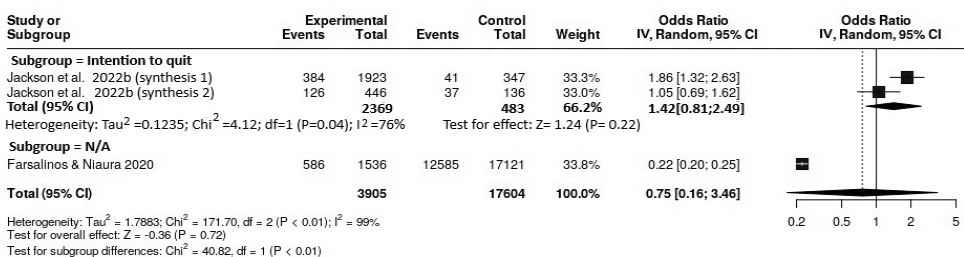 Study or Experimental Control Odds Ratio Odds Ratio
Subgroup Events Total Events Total Weight IV, Random, 95% CI IV, Random, 95% CI
Subgroup = Intention to quit
Jackson et al. 2022b (synthesis 1) 384 1923 41 347 33.3% 1.86 [1.32; 2.63]
Jackson et al. 2022b (synthesis 2) 126 446 37 136 33.0% 1.05 [0.69; 1.62]
Total (95% CI) 2369 483 66.2% 1.42[0.81;2.49]
Heterogeneity: Tau² =0.1235; Chi² =4.12; df=1 (P=0.04); I² =76% Test for effect: Z= 1.24 (P= 0.22)
Subgroup = N/A
Farsalinos & Niaura 2020 586 1536 12585 17121 33.8% 0.22 [0.20; 0.25]
Total (95% CI) 3905 17604 100.0% 0.75 [0.16; 3.46]
Heterogeneity: Tau² = 1.7883; Chi² = 171.70, df = 2 (P < 0.01); I² = 99%
Test for overall effect: Z = -0.36 (P = 0.72)
Test for subgroup differences: Chi² = 40.82, df = 1 (P < 0.01)
0.2 0.5 1 2 5